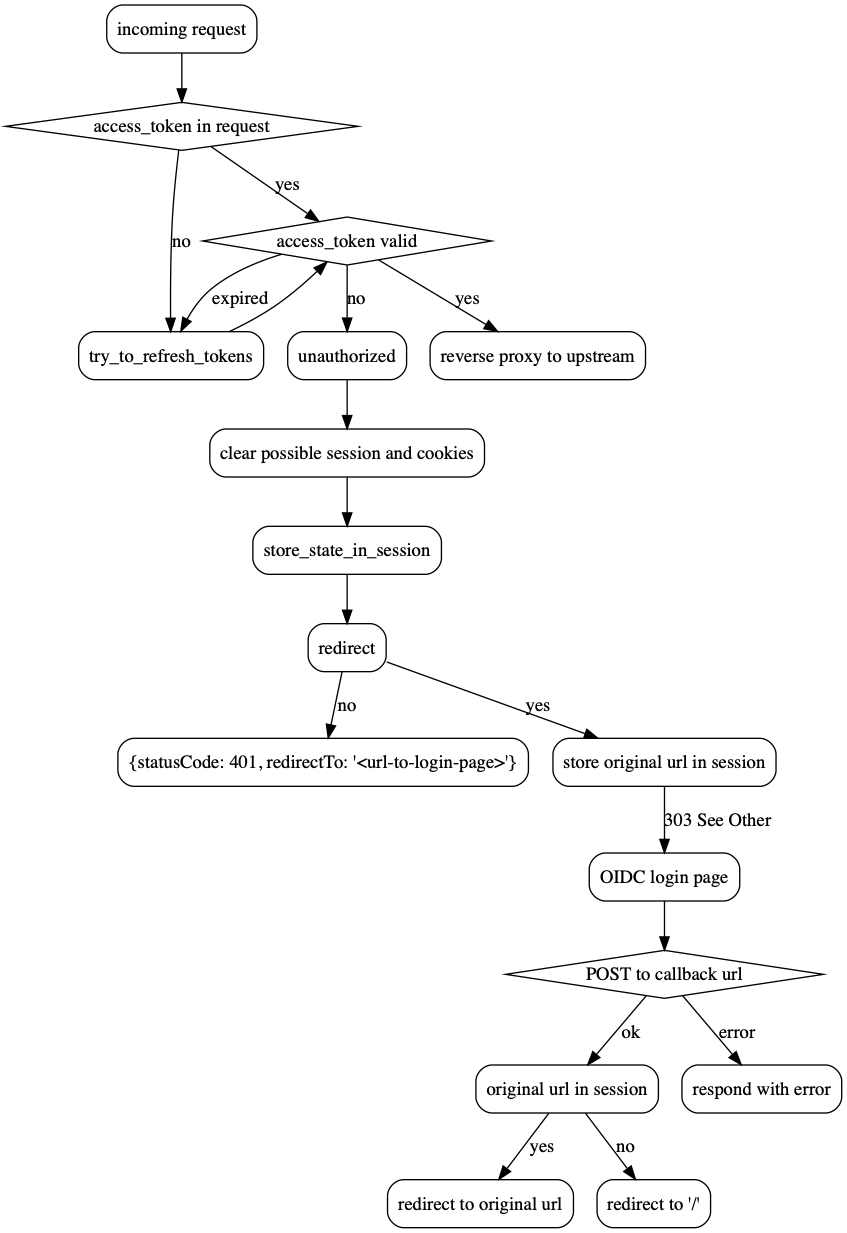 incoming request
access_token in request
yes
no
access_token valid
expired
no
yes
try_to_refresh_tokens
unauthorized
reverse proxy to upstream
clear possible session and cookies
store_state_in_session
redirect
no
yes
{statusCode: 401, redirectTo: '<url-to-login-page>'}
store original url in session
303 See Other
OIDC login page
POST to callback url
ok
error
original url in session
respond with error
yes
no
redirect to original url
redirect to '/'